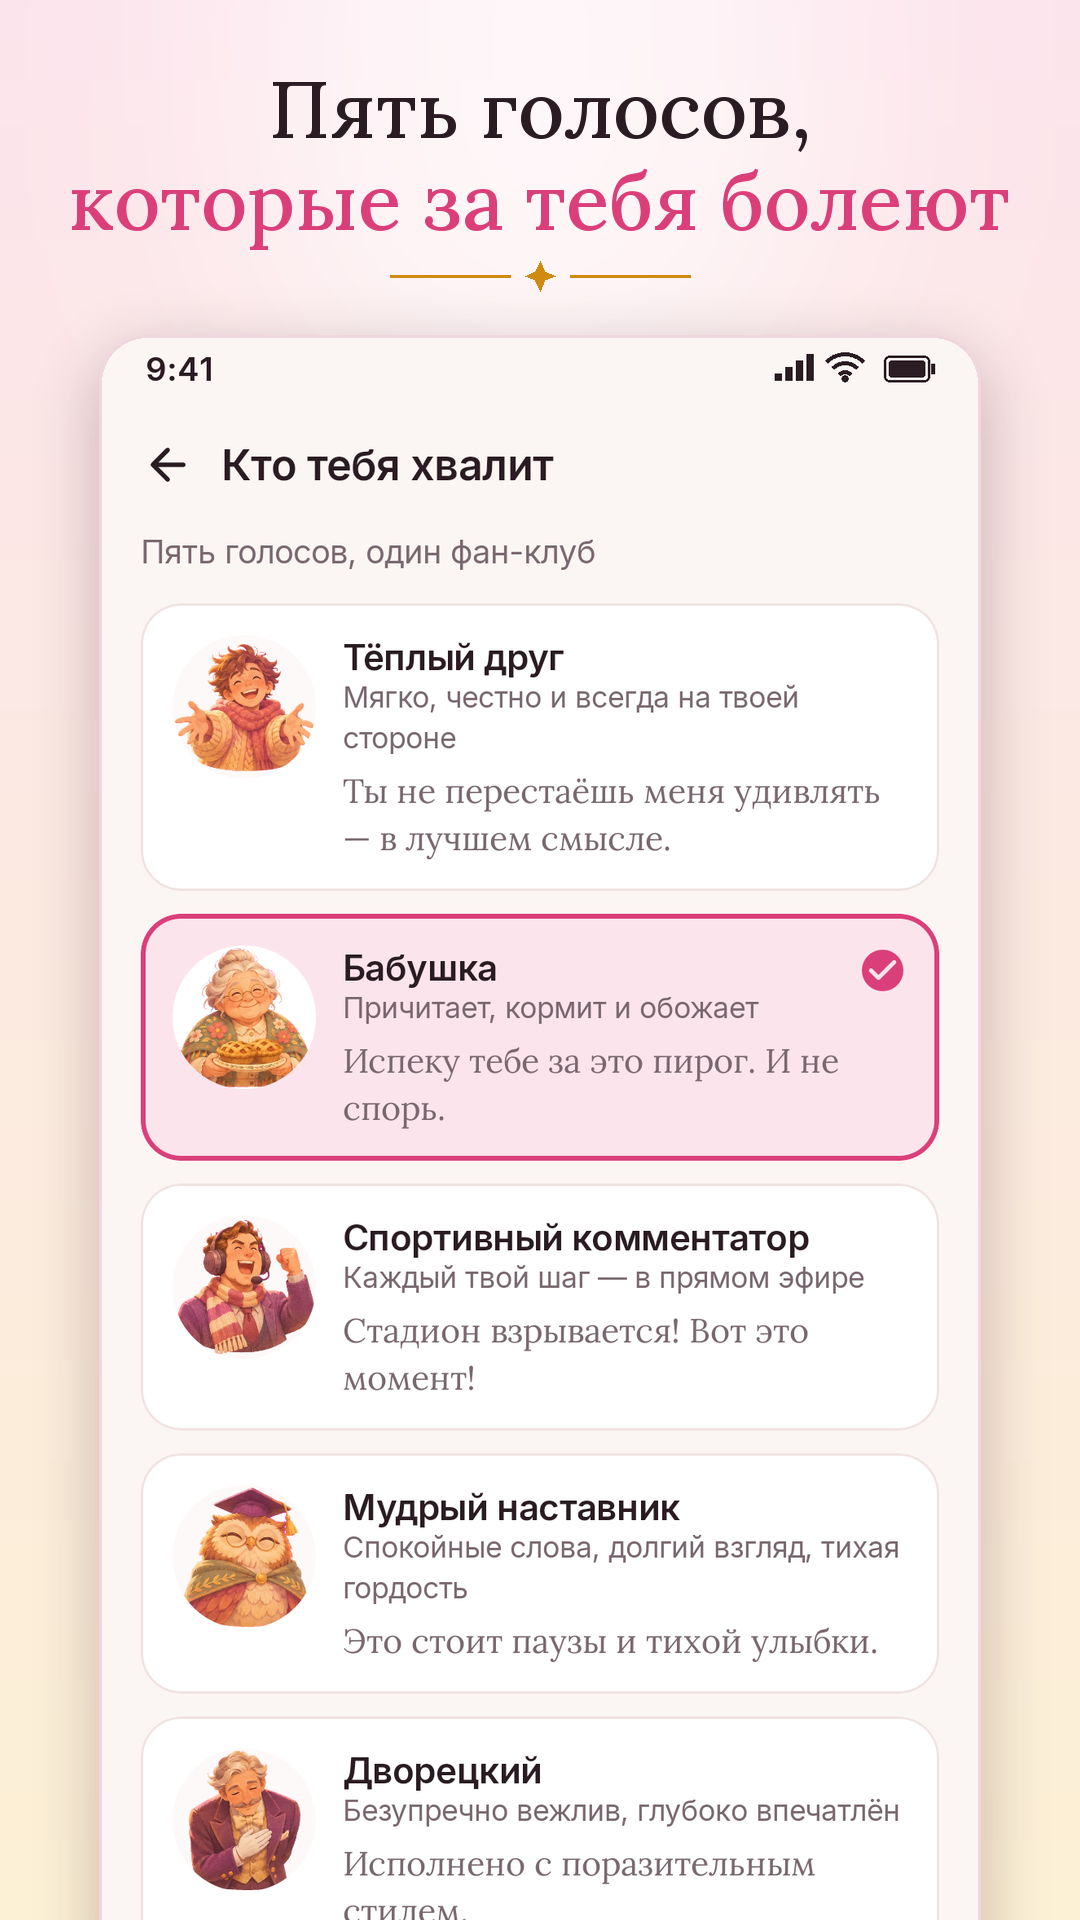 Пять голосов,
которые за тебя болеют
9:41
Кто тебя хвалит
Пять голосов, один фан-клуб
Тёплый друг
Мягко, честно и всегда на твоей
стороне
Ты не перестаёшь меня удивлять
— в лучшем смысле.
Бабушка
Причитает, кормит и обожает
Испеку тебе за это пирог. И не
спорь.
Спортивный комментатор
Каждый твой шаг — в прямом эфире
Стадион взрывается! Вот это
момент!
Мудрый наставник
Спокойные слова, долгий взгляд, тихая
гордость
Это стоит паузы и тихой улыбки.
Дворецкий
Безупречно вежлив, глубоко впечатлён
Исполнено с поразительным
стилем.